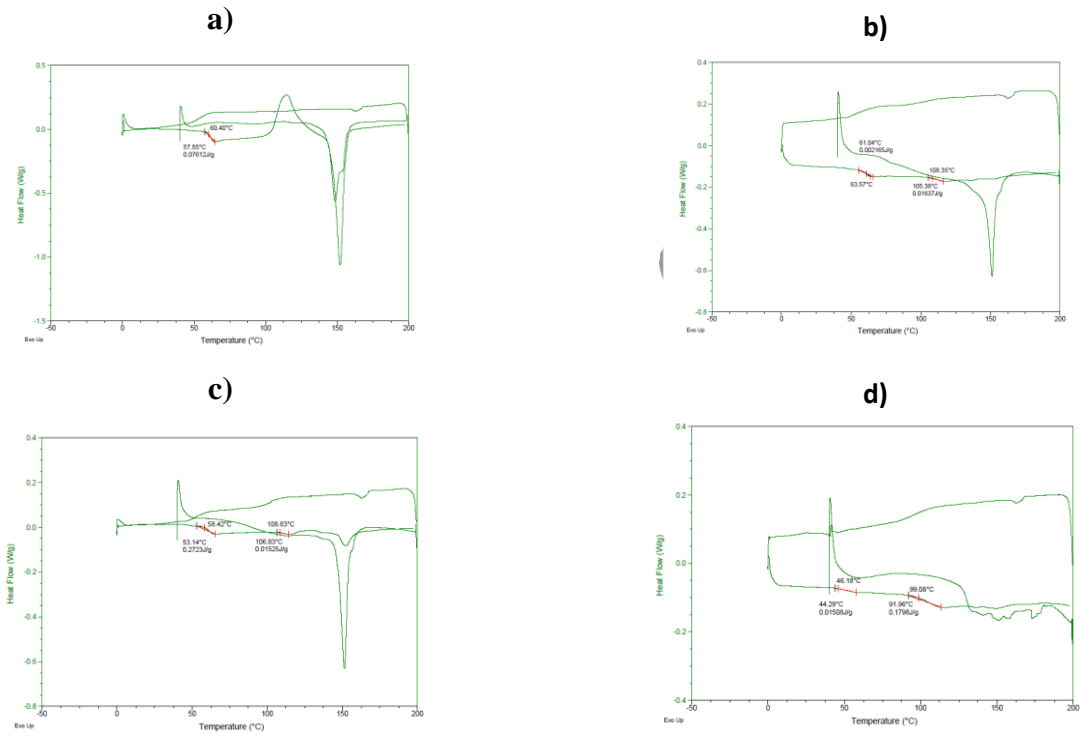 a)
0.5
0.0
-0.5
-1.0
-1.5
Heat Flow (W/g)
60.40°C
57.55°C
0.07612J/g
-50
0
50
100
150
200
Exo Up
Temperature (°C)
b)
0.4
0.2
0.0
-0.2
-0.4
-0.6
-0.8
Heat Flow (W/g)
61.04°C
0.002165J/g
63.57°C
108.35°C
105.38°C
0.01637J/g
-50
0
50
100
150
200
Exo Up
Temperature (°C)
c)
0.4
0.2
0.0
-0.2
-0.4
-0.6
-0.8
Heat Flow (W/g)
58.42°C
53.14°C
0.2723J/g
108.83°C
106.83°C
0.01525J/g
-50
0
50
100
150
200
Exo Up
Temperature (°C)
d)
0.4
0.2
0.0
-0.2
-0.4
Heat Flow (W/g)
46.18°C
44.29°C
0.01508J/g
99.08°C
91.96°C
0.1798J/g
-50
0
50
100
150
200
Exo Up
Temperature (°C)